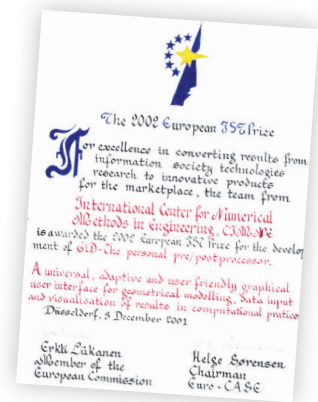 The 2002 European IST Prize
For excellence in converting results from
information society technologies
research to innovative products
for the marketplace, the team from
International Center for Numerical
Methods in Engineering, CIMNE
is awarded the 2002 European IST Prize for the develop
ment of GiD-The personal pre/postprocessor.
A universal, adaptive and user friendly graphical
user interface for geometrical modelling, data input
and visualisation of results in computational pratice
Düsseldorf, 3 December 2001
Erkki Liikanen
Member of the
European Commission
Helge Sørensen
Chairman
Euro-CASE